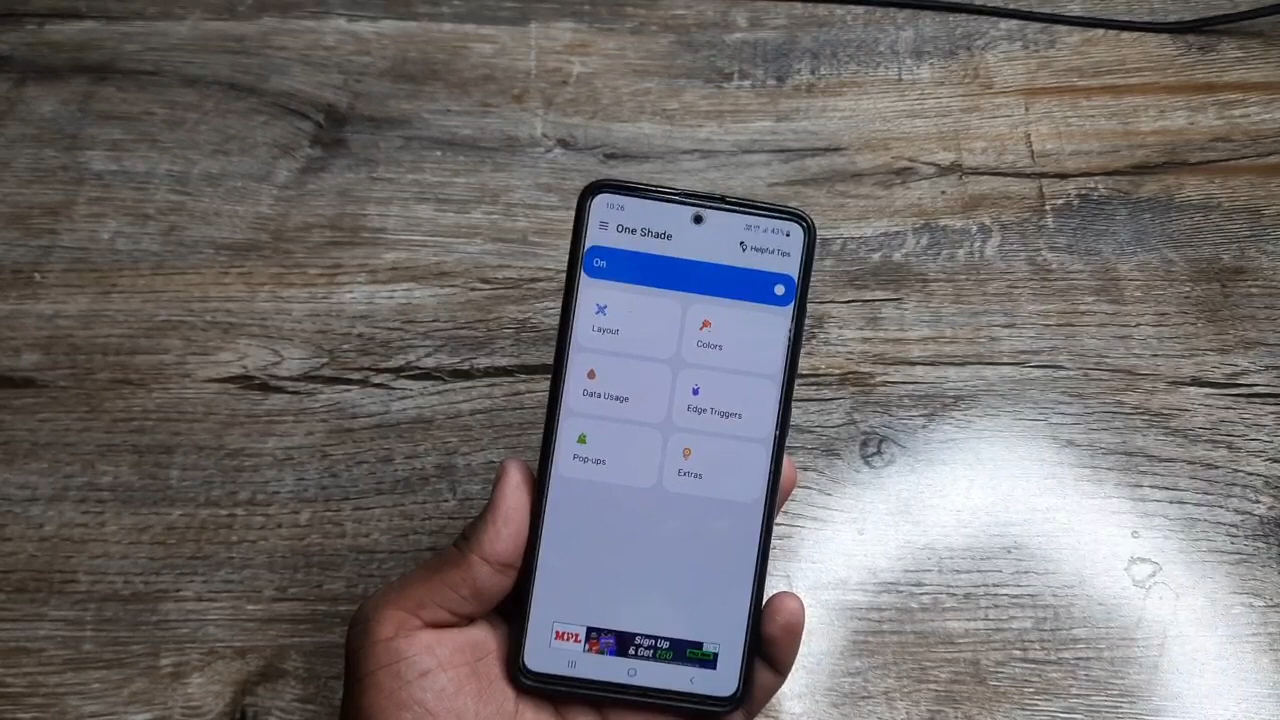 10:26
43%
One Shade
Helpful Tips
On
Layout
Colors
Data Usage
Edge Triggers
Pop-ups
Extras
MPL
Sign Up
& Get ₹50